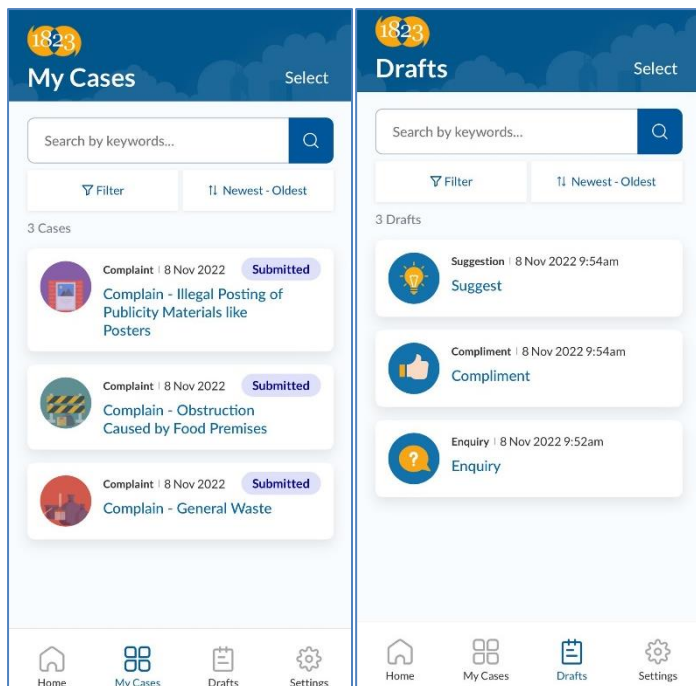 1823
My Cases
Select
Search by keywords...
Filter
Newest - Oldest
3 Cases
Complaint | 8 Nov 2022 Submitted
Complain - Illegal Posting of
Publicity Materials like
Posters
Complaint | 8 Nov 2022 Submitted
Complain - Obstruction
Caused by Food Premises
Complaint | 8 Nov 2022 Submitted
Complain - General Waste
Home My Cases Drafts Settings
1823
Drafts
Select
Search by keywords...
Filter
Newest - Oldest
3 Drafts
Suggestion | 8 Nov 2022 9:54am
Suggest
Compliment | 8 Nov 2022 9:54am
Compliment
Enquiry | 8 Nov 2022 9:52am
?
Enquiry
Home My Cases Drafts Settings